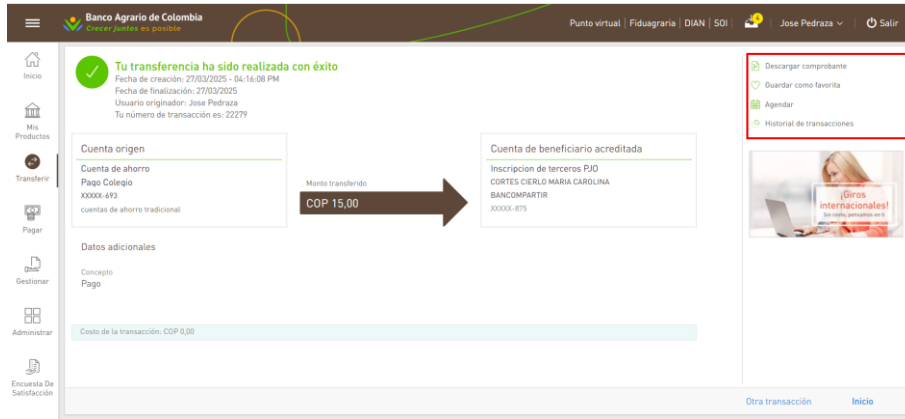 Banco Agrario de Colombia
Crecer juntos es posible
Punto virtual | Fiduagraria | DIAN | SOI | 4 Jose Pedraza | Salir
Inicio
Mis
Productos
Transferir
Pagar
Gestionar
Administrar
Encuesta De
Satisfacción
Tu transferencia ha sido realizada con éxito
Fecha de creación: 27/03/2025 - 04:16:08 PM
Fecha de finalización: 27/03/2025
Usuario originador: Jose Pedraza
Tu número de transacción es: 22279
Cuenta origen
Cuenta de ahorro
Pago Colegio
XXXXX-693
cuentas de ahorro tradicional
Monto transferido
COP 15,00
Cuenta de beneficiario acreditada
Inscripcion de terceros PJO
CORTES CIERLO MARIA CAROLINA
BANCOMPARTIR
XXXXX-875
Datos adicionales
Concepto
Pago
Costo de la transacción: COP 0,00
Descargar comprobante
Guardar como favorita
Agendar
Historial de transacciones
¡Giros
internacionales!
Sin costo, pensamos en ti
Otra transacción
Inicio